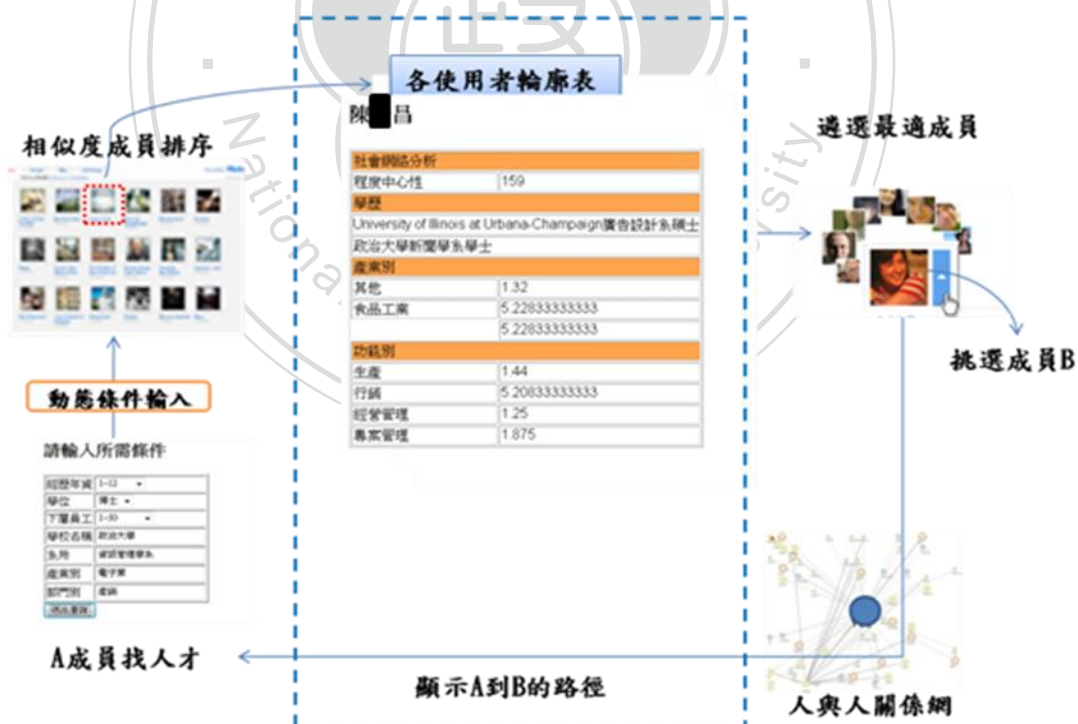 各使用者輪廓表
陳 昌
社會網絡分析
程度中心性 159
學歷
University of Illinois at Urbana-Champaign廣告設計系碩士
政治大學新聞學系學士
產業別
其他 1.32
食品工業 5.22833333333
5.22833333333
功能別
生產 1.44
行銷 5.20833333333
經營管理 1.25
專案管理 1.875
相似度成員排序
動態條件輸入
請輸入所需條件
經歷年資 1-12
學位 博士
下屬員工 1-50
學校名稱 政治大學
系所 資訊管理學系
產業別 電子業
部門別
A成員找人才
遴選最適成員
挑選成員B
人與人關係網
顯示A到B的路徑
National
sity